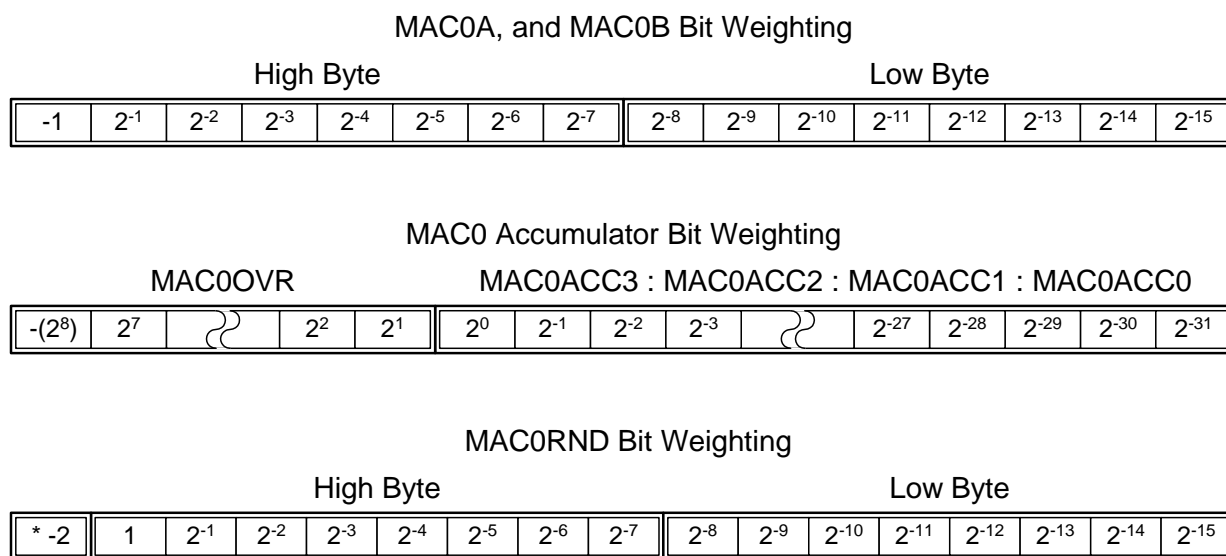 MAC0A, and MAC0B Bit Weighting
High Byte Low Byte
-1 2-1 2-2 2-3 2-4 2-5 2-6 2-7 2-8 2-9 2-10 2-11 2-12 2-13 2-14 2-15
MAC0 Accumulator Bit Weighting
MAC0OVR MAC0ACC3 : MAC0ACC2 : MAC0ACC1 : MAC0ACC0
-(28) 27 22 21 20 2-1 2-2 2-3 2-27 2-28 2-29 2-30 2-31
MAC0RND Bit Weighting
High Byte Low Byte
* -2 1 2-1 2-2 2-3 2-4 2-5 2-6 2-7 2-8 2-9 2-10 2-11 2-12 2-13 2-14 2-15